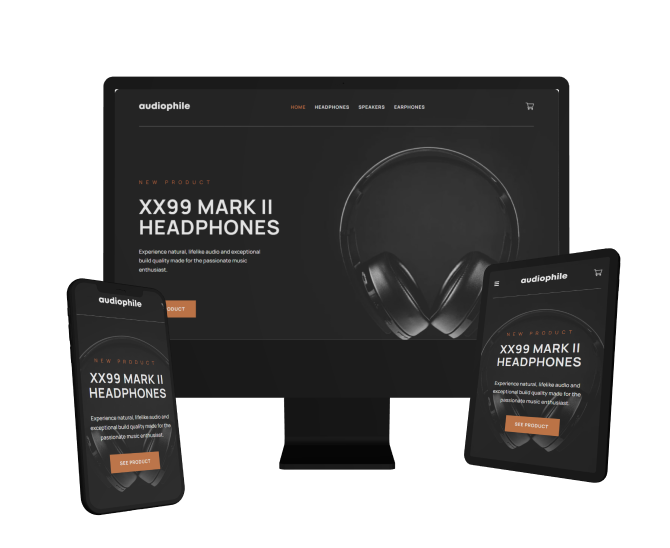 audiophile
HOME HEADPHONES SPEAKERS EARPHONES
NEW PRODUCT
XX99 MARK II
HEADPHONES
Experience natural, lifelike audio and exceptional
build quality made for the passionate music
enthusiast.
ODUCT
audiophile
NEW PRODUCT
XX99 MARK II
HEADPHONES
Experience natural, lifelike audio and
exceptional build quality made for the
passionate music enthusiast.
SEE PRODUCT
audiophile
NEW PRODUCT
XX99 MARK II
HEADPHONES
Experience natural, lifelike audio and
exceptional build quality made for the
passionate music enthusiast.
SEE PRODUCT